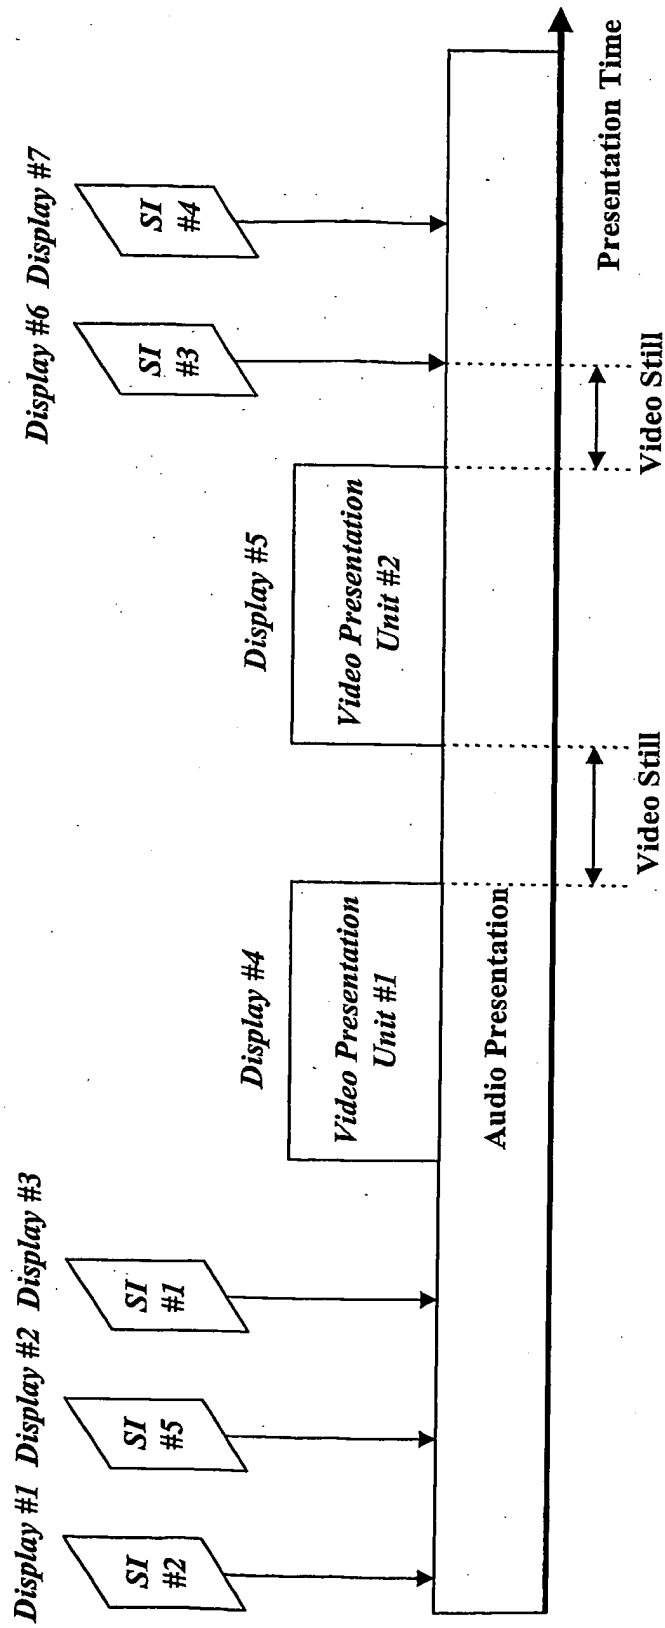 Display #1 Display #2 Display #3
Display #6 Display #7
SI
#2
SI
#5
SI
#1
SI
#3
SI
#4
Display #4
Display #5
Video Presentation
Unit #1
Video Presentation
Unit #2
Audio Presentation
Presentation Time
Video Still
Video Still